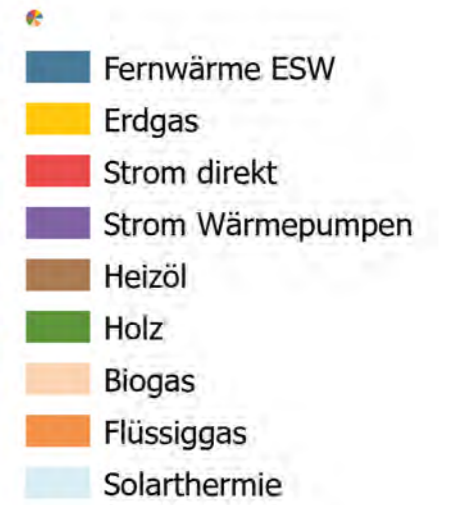 Fernwärme ESW
Erdgas
Strom direkt
Strom Wärmepumpen
Heizöl
Holz
Biogas
Flüssiggas
Solarthermie